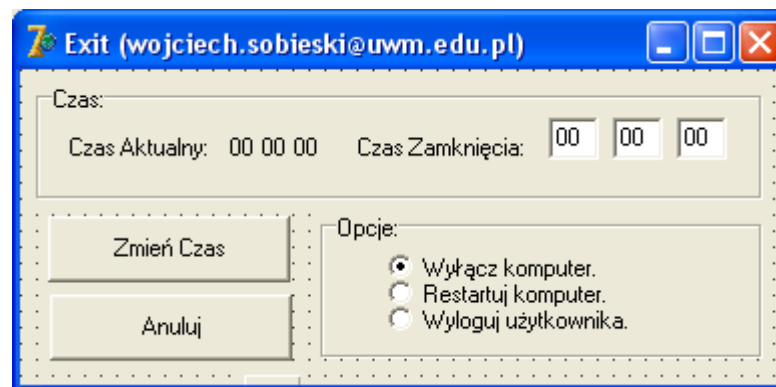 Exit (wojciech.sobieski@uwm.edu.pl)
Czas:
Czas Aktualny: 00 00 00 Czas Zamknięcia: 00 00 00
Zmień Czas
Anuluj
Opcje:
Wyłącz komputer.
Restartuj komputer.
Wyloguj użytkownika.